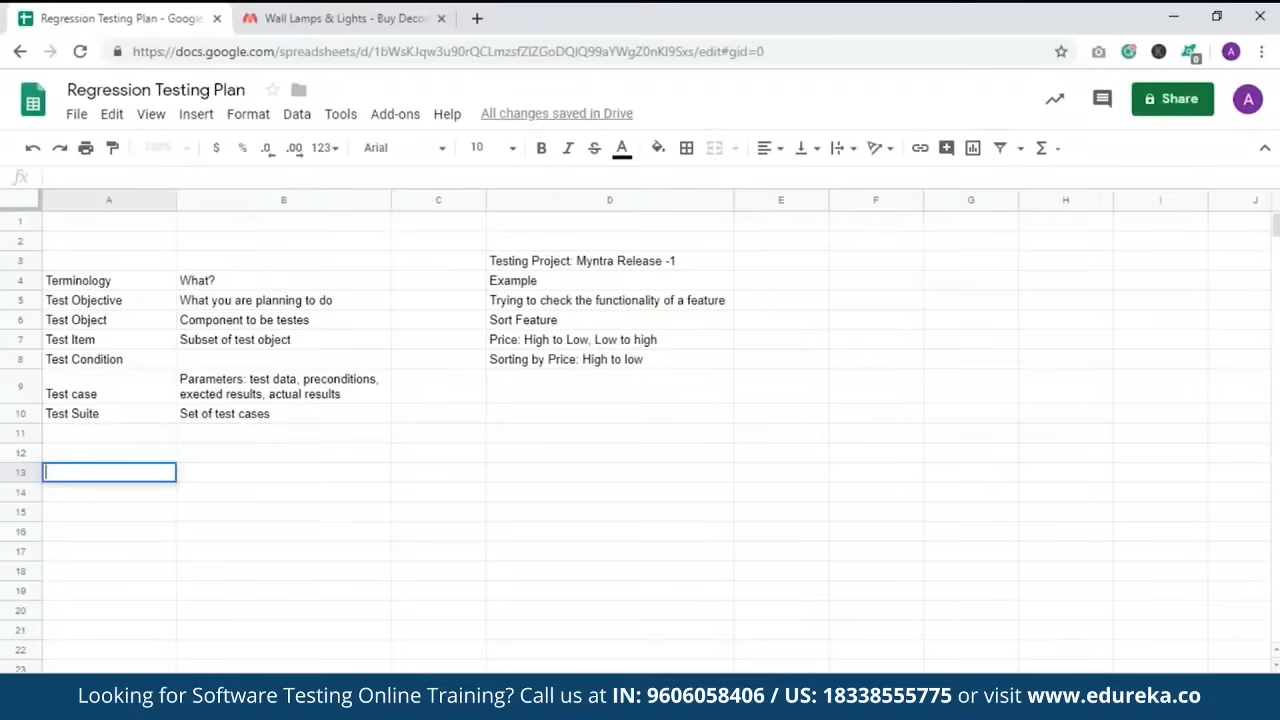 Regression Testing Plan - Google
Wall Lamps & Lights - Buy Deco
https://docs.google.com/spreadsheets/d/1bWsKJqw3u90rQCLmzsfZlZGoDQlQ99aYWgZ0nKl9Sxs/edit#gid=0
Regression Testing Plan
File Edit View Insert Format Data Tools Add-ons Help All changes saved in Drive
Share
A
$ % .0 .00 123 Arial 10 B I S A
fx
A B C D E F G H I J
1
2
3 Testing Project: Myntra Release -1
4 Terminology What? Example
5 Test Objective What you are planning to do Trying to check the functionality of a feature
6 Test Object Component to be testes Sort Feature
7 Test Item Subset of test object Price: High to Low, Low to high
8 Test Condition Sorting by Price: High to low
9 Test case Parameters: test data, preconditions,
exected results, actual results
10 Test Suite Set of test cases
11
12
13
14
15
16
17
18
19
20
21
22
23
Looking for Software Testing Online Training? Call us at IN: 9606058406 / US: 18338555775 or visit www.edureka.co